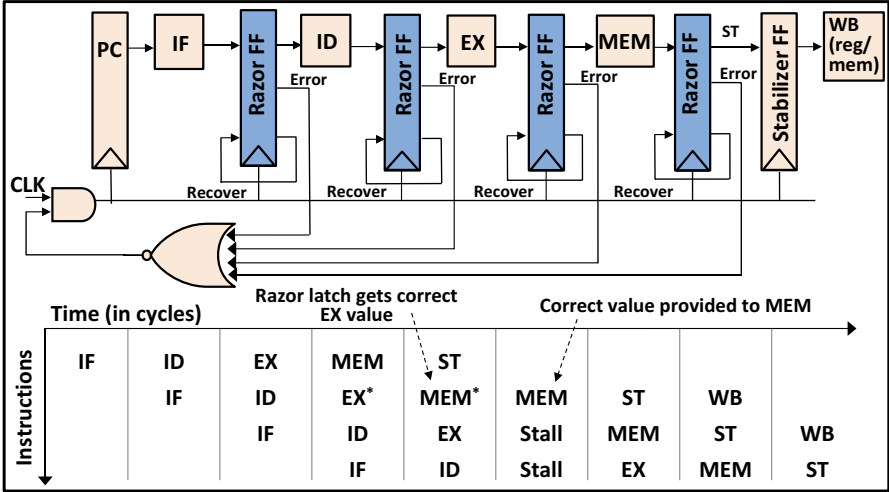 PC
IF
Razor FF
Error
Recover
ID
Razor FF
Error
Recover
EX
Razor FF
Error
Recover
MEM
Razor FF
ST
Error
Recover
Stabilizer FF
WB
(reg/
mem)
CLK
Razor latch gets correct
EX value
Correct value provided to MEM
Time (in cycles)
Instructions
IF ID EX MEM ST
IF ID EX* MEM* MEM ST WB
IF ID EX Stall MEM ST WB
IF ID Stall EX MEM ST